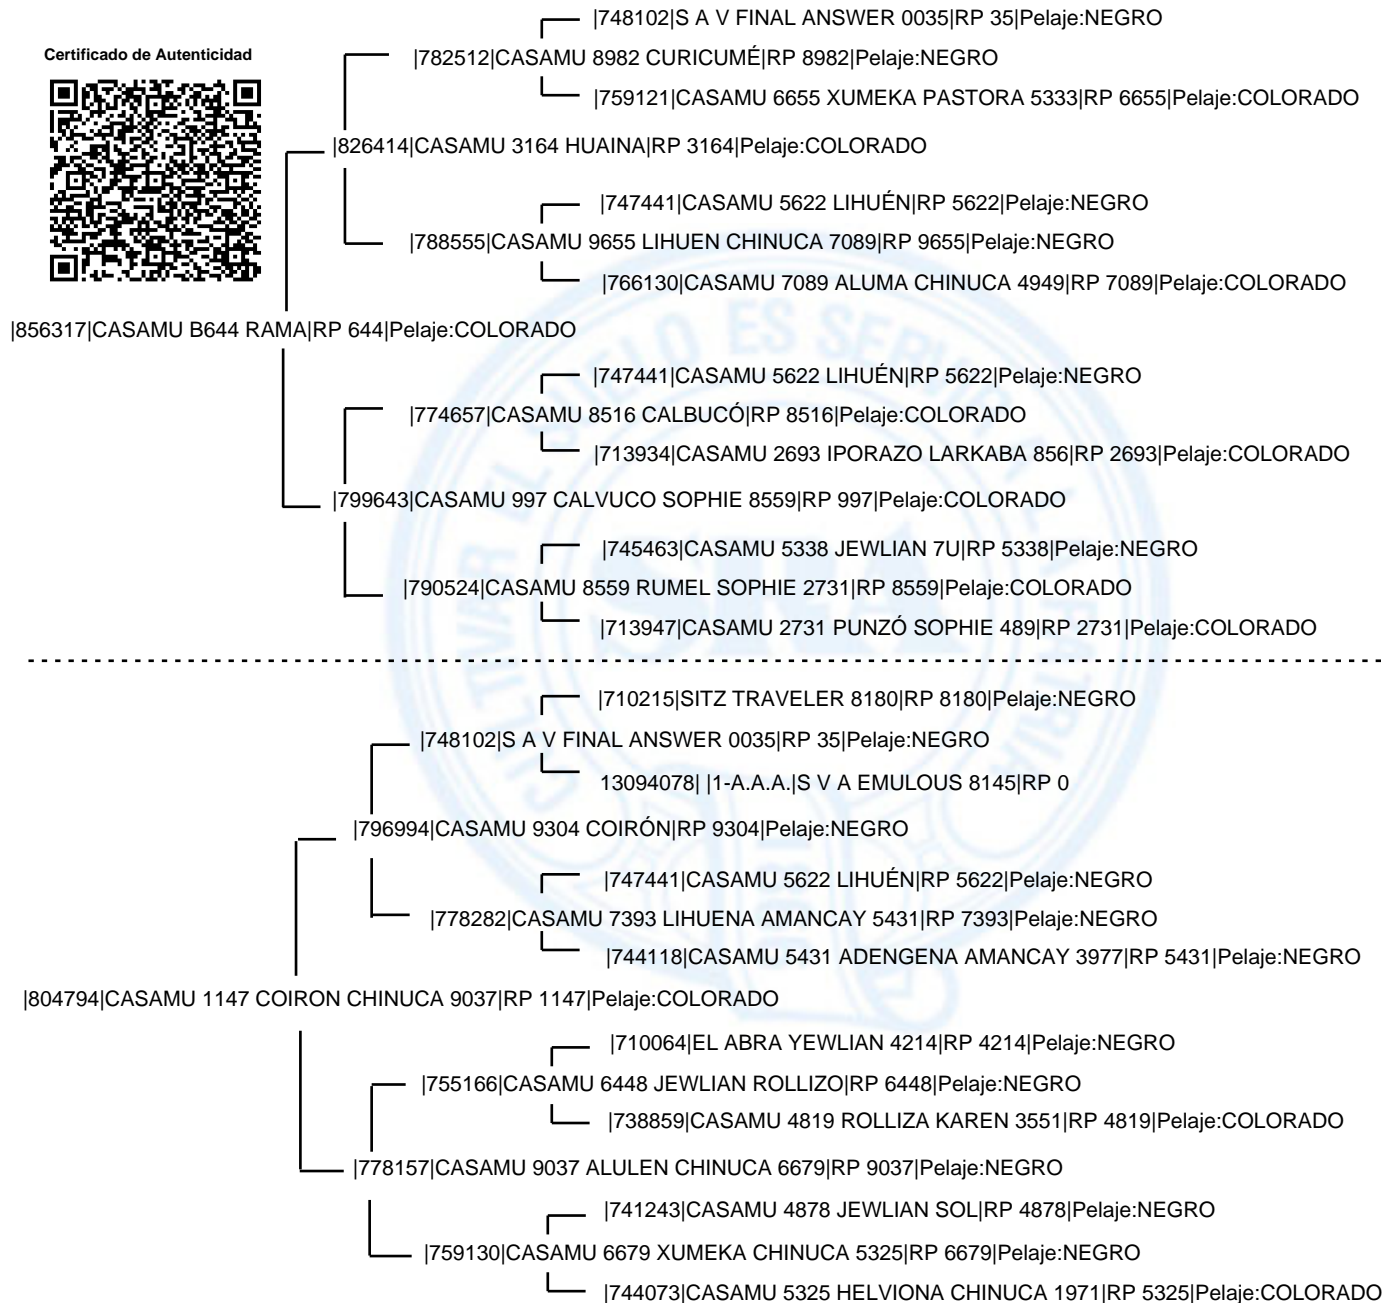 |748102|S A V FINAL ANSWER 0035|RP 35|Pelaje:NEGRO
Certificado de Autenticidad
|782512|CASAMU 8982 CURICUMÉ|RP 8982|Pelaje:NEGRO
|759121|CASAMU 6655 XUMEKA PASTORA 5333|RP 6655|Pelaje:COLORADO
|826414|CASAMU 3164 HUAINA|RP 3164|Pelaje:COLORADO
|747441|CASAMU 5622 LIHUÉN|RP 5622|Pelaje:NEGRO
|788555|CASAMU 9655 LIHUEN CHINUCA 7089|RP 9655|Pelaje:NEGRO
|766130|CASAMU 7089 ALUMA CHINUCA 4949|RP 7089|Pelaje:COLORADO
|856317|CASAMU B644 RAMA|RP 644|Pelaje:COLORADO
|747441|CASAMU 5622 LIHUÉN|RP 5622|Pelaje:NEGRO
|774657|CASAMU 8516 CALBUCÓ|RP 8516|Pelaje:COLORADO
|713934|CASAMU 2693 IPORAZO LARKABA 856|RP 2693|Pelaje:COLORADO
|799643|CASAMU 997 CALVUCO SOPHIE 8559|RP 997|Pelaje:COLORADO
|745463|CASAMU 5338 JEWLIAN 7U|RP 5338|Pelaje:NEGRO
|790524|CASAMU 8559 RUMEL SOPHIE 2731|RP 8559|Pelaje:COLORADO
|713947|CASAMU 2731 PUNZÓ SOPHIE 489|RP 2731|Pelaje:COLORADO
|710215|SITZ TRAVELER 8180|RP 8180|Pelaje:NEGRO
|748102|S A V FINAL ANSWER 0035|RP 35|Pelaje:NEGRO
13094078| |1-A.A.A.|S V A EMULOUS 8145|RP 0
|796994|CASAMU 9304 COIRÓN|RP 9304|Pelaje:NEGRO
|747441|CASAMU 5622 LIHUÉN|RP 5622|Pelaje:NEGRO
|778282|CASAMU 7393 LIHUENA AMANCAY 5431|RP 7393|Pelaje:NEGRO
|744118|CASAMU 5431 ADENGENA AMANCAY 3977|RP 5431|Pelaje:NEGRO
|804794|CASAMU 1147 COIRON CHINUCA 9037|RP 1147|Pelaje:COLORADO
|710064|EL ABRA YEWLIAN 4214|RP 4214|Pelaje:NEGRO
|755166|CASAMU 6448 JEWLIAN ROLLIZO|RP 6448|Pelaje:NEGRO
|738859|CASAMU 4819 ROLLIZA KAREN 3551|RP 4819|Pelaje:COLORADO
|778157|CASAMU 9037 ALULEN CHINUCA 6679|RP 9037|Pelaje:NEGRO
|741243|CASAMU 4878 JEWLIAN SOL|RP 4878|Pelaje:NEGRO
|759130|CASAMU 6679 XUMEKA CHINUCA 5325|RP 6679|Pelaje:NEGRO
|744073|CASAMU 5325 HELVIONA CHINUCA 1971|RP 5325|Pelaje:COLORADO
CULTIVAR EL SUELO ES SERVIR A LA PATRIA
SRA